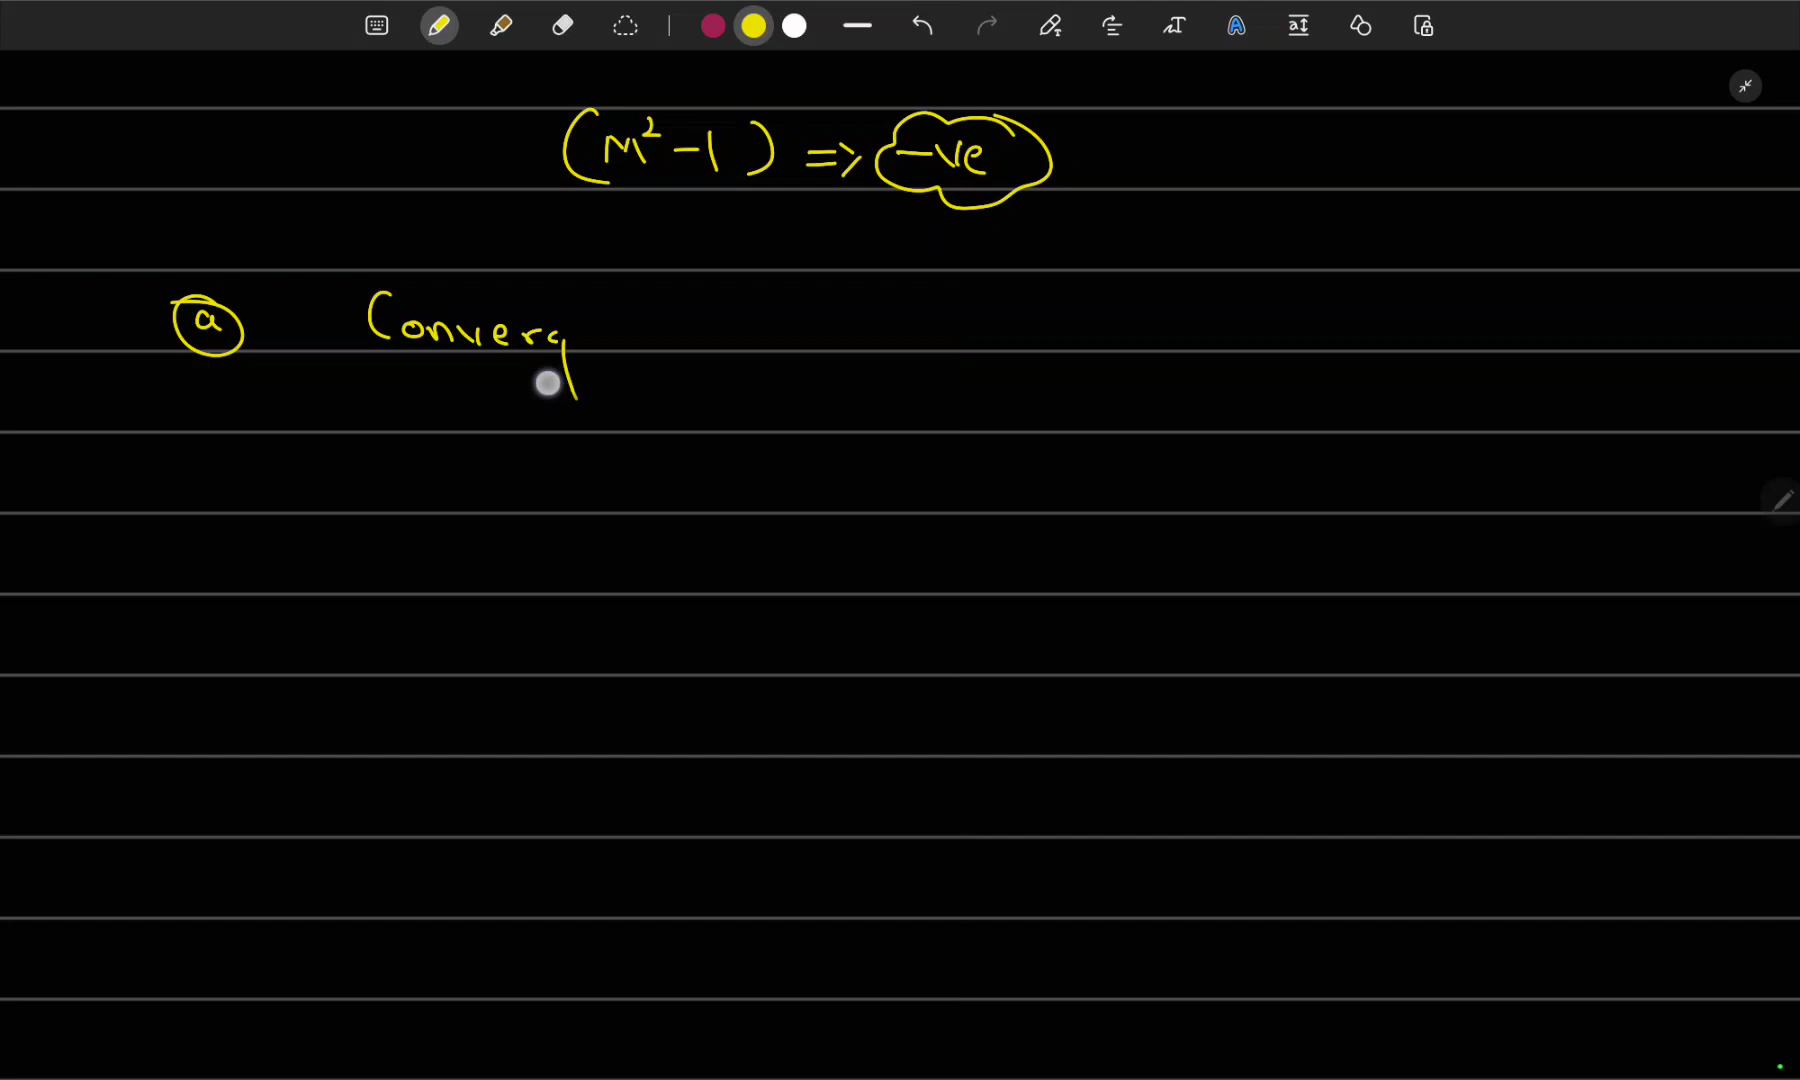 (M² - 1) => -ve
a Converg